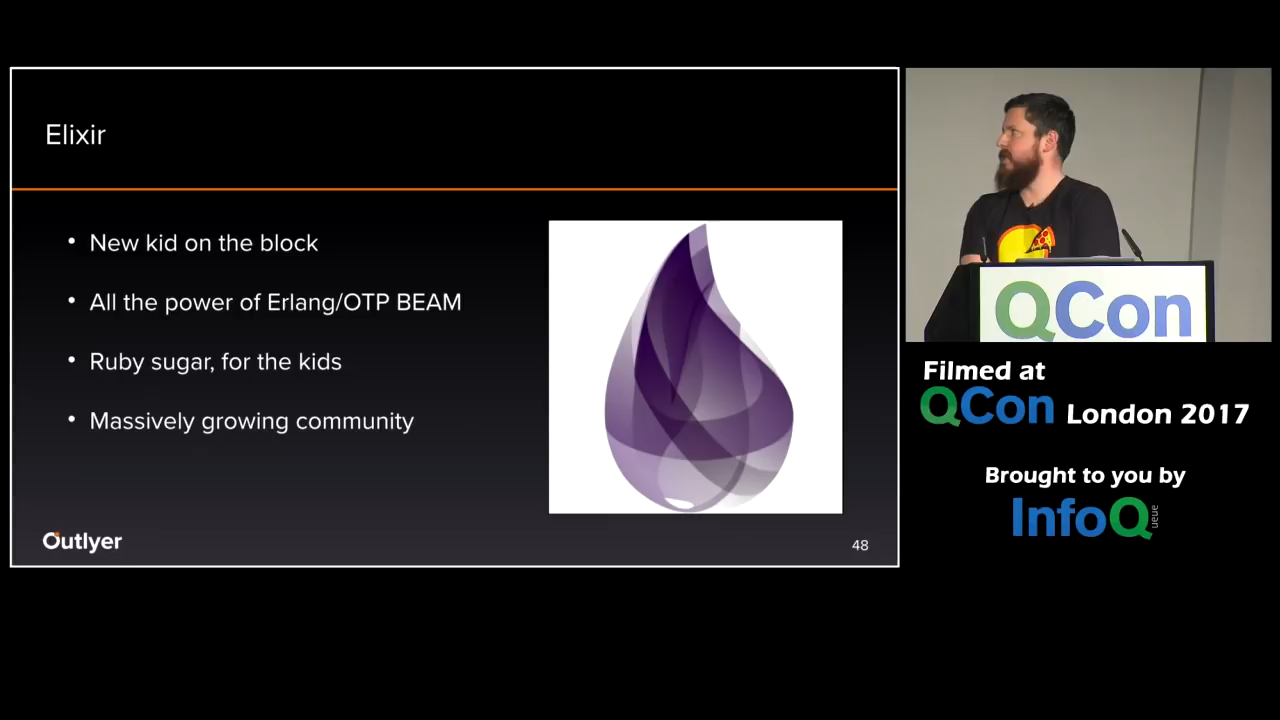 Elixir
• New kid on the block
• All the power of Erlang/OTP BEAM
• Ruby sugar, for the kids
• Massively growing community
Outlyer
48
QCon
Filmed at
QCon London 2017
Brought to you by
InfoQ
ueue